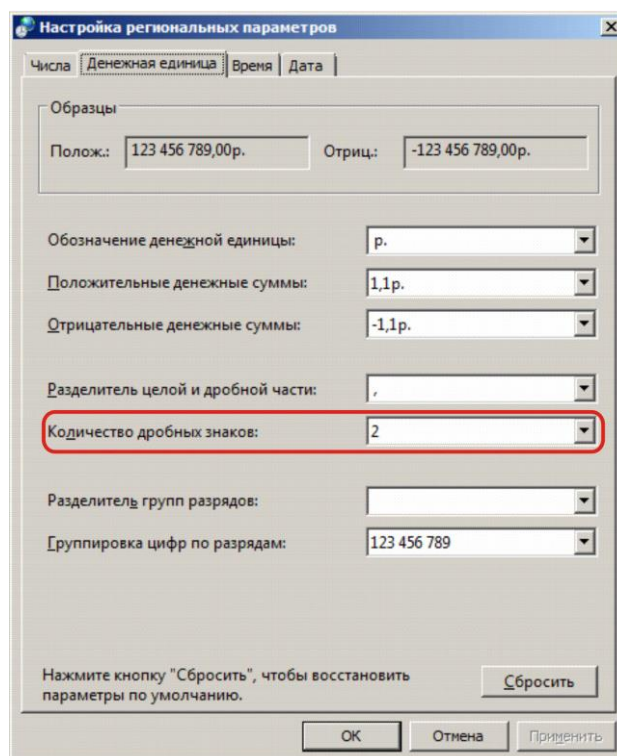 Настройка региональных параметров
Числа Денежная единица Время Дата
Образцы
Полож.: 123 456 789,00р. Отриц.: -123 456 789,00р.
Обозначение денежной единицы: р.
Положительные денежные суммы: 1,1р.
Отрицательные денежные суммы: -1,1р.
Разделитель целой и дробной части: ,
Количество дробных знаков: 2
Разделитель групп разрядов:
Группировка цифр по разрядам: 123 456 789
Нажмите кнопку "Сбросить", чтобы восстановить
параметры по умолчанию.
Сбросить
ОК Отмена Применить